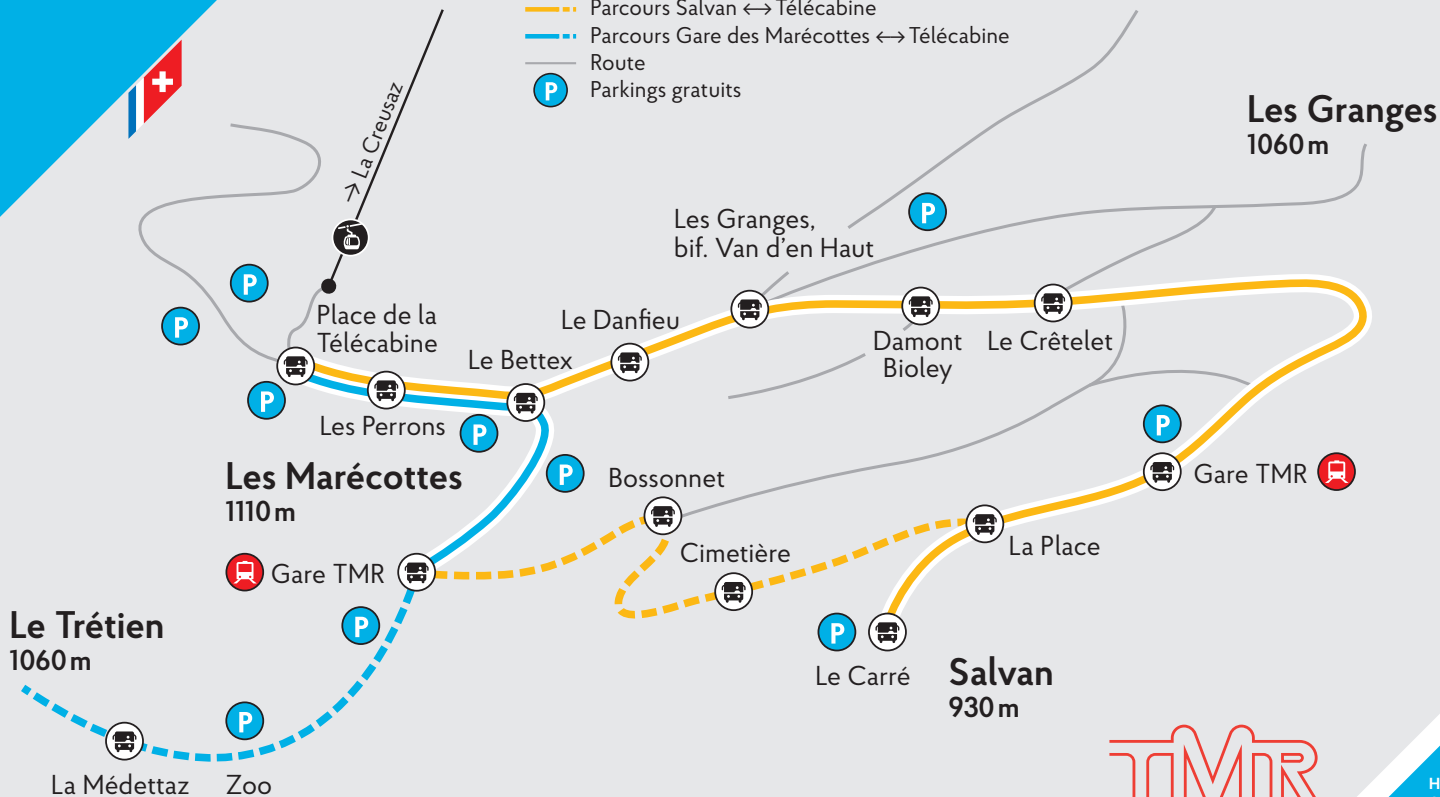 Parcours Salvan ↔ Télécabine
Parcours Gare des Marécottes ↔ Télécabine
Route
P Parkings gratuits
→ La Creusaz
Les Granges
1060 m
P
Les Granges,
bif. Van d'en Haut
P
P
Place de la
Télécabine
Le Danfieu
Le Bettex
Damont
Bioley
Le Crêtelet
P
Les Perrons
P
P
Les Marécottes
1110 m
P
Bossonnet
Gare TMR
Cimetière
La Place
Gare TMR
Le Trétien
1060 m
P
P
Le Carré
Salvan
930 m
P
La Médettaz
Zoo
TMR
H